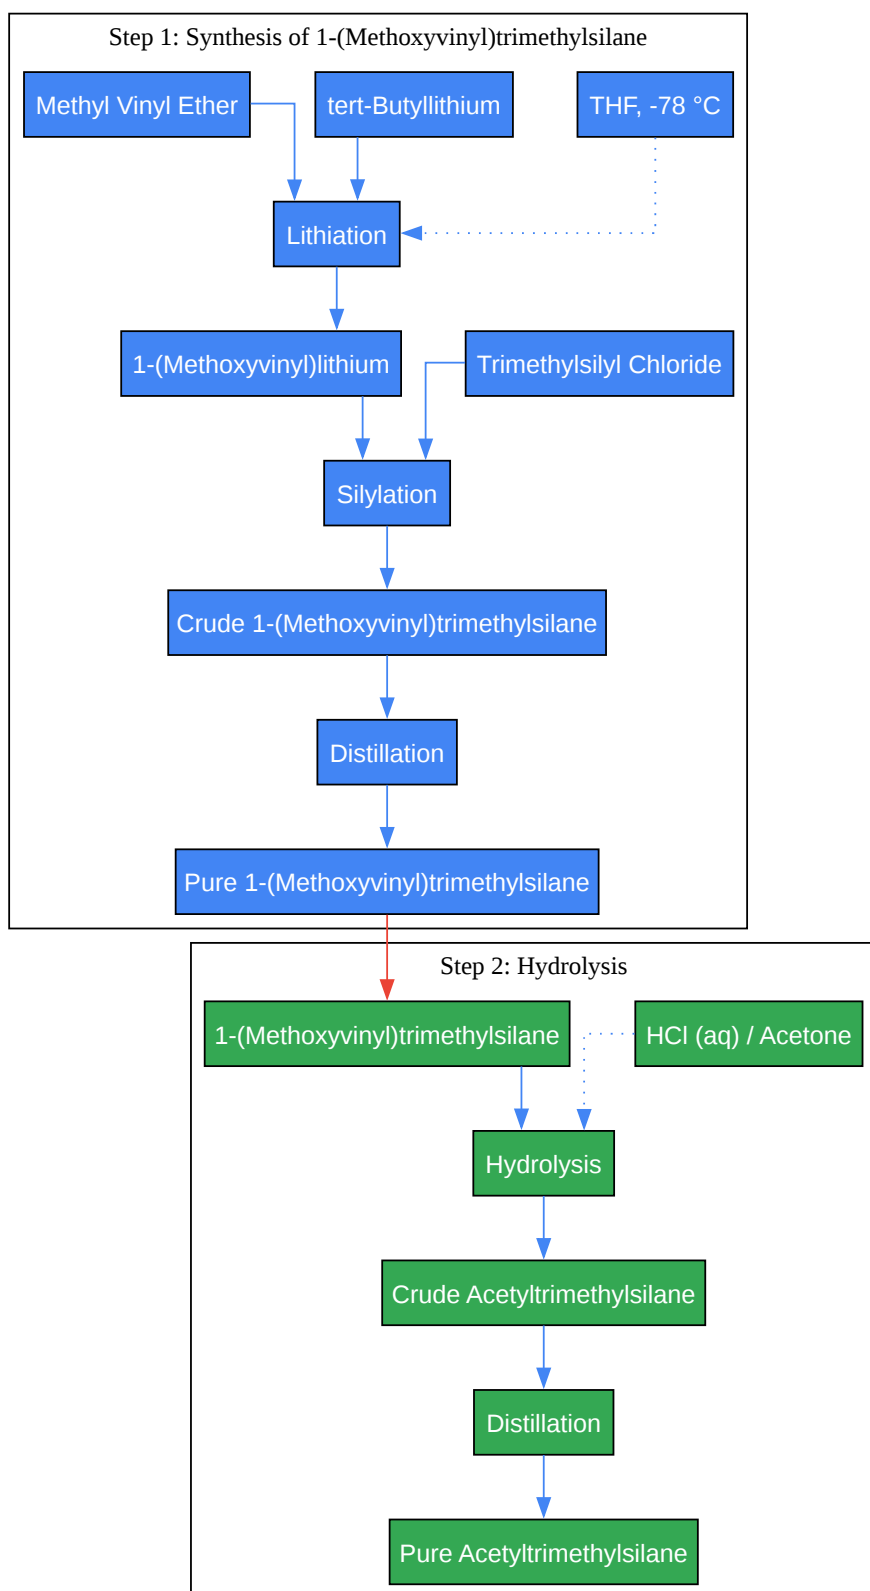 Step 1: Synthesis of 1-(Methoxyvinyl)trimethylsilane
Methyl Vinyl Ether
tert-Butyllithium
THF, -78 °C
Lithiation
1-(Methoxyvinyl)lithium
Trimethylsilyl Chloride
Silylation
Crude 1-(Methoxyvinyl)trimethylsilane
Distillation
Pure 1-(Methoxyvinyl)trimethylsilane
Step 2: Hydrolysis
1-(Methoxyvinyl)trimethylsilane
HCl (aq) / Acetone
Hydrolysis
Crude Acetyltrimethylsilane
Distillation
Pure Acetyltrimethylsilane